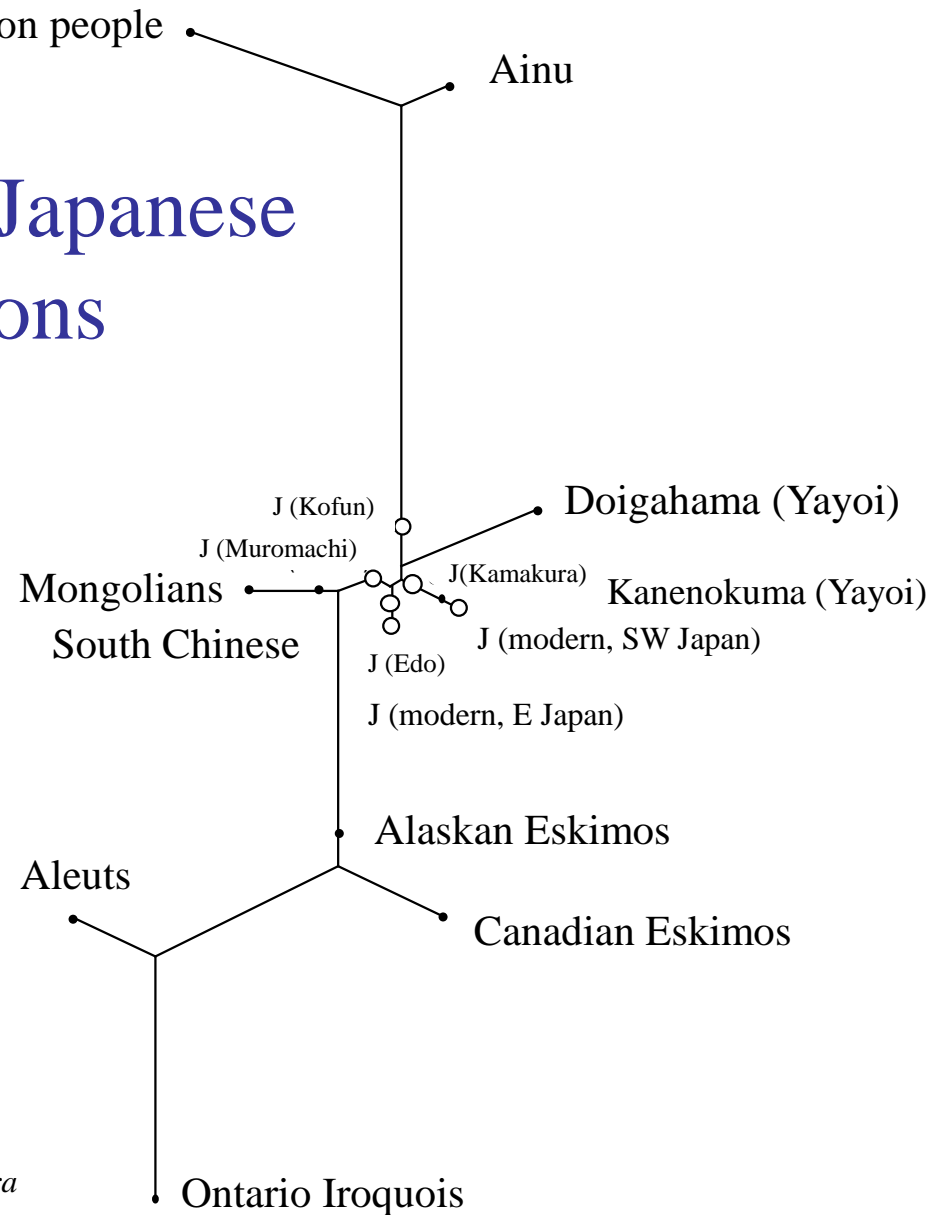 on people
Ainu
Japanese
ons
J (Kofun)
Doigahama (Yayoi)
J (Muromachi)
Mongolians
J(Kamakura)
Kanenokuma (Yayoi)
South Chinese
J (modern, SW Japan)
J (Edo)
J (modern, E Japan)
Alaskan Eskimos
Aleuts
Canadian Eskimos
Ontario Iroquois